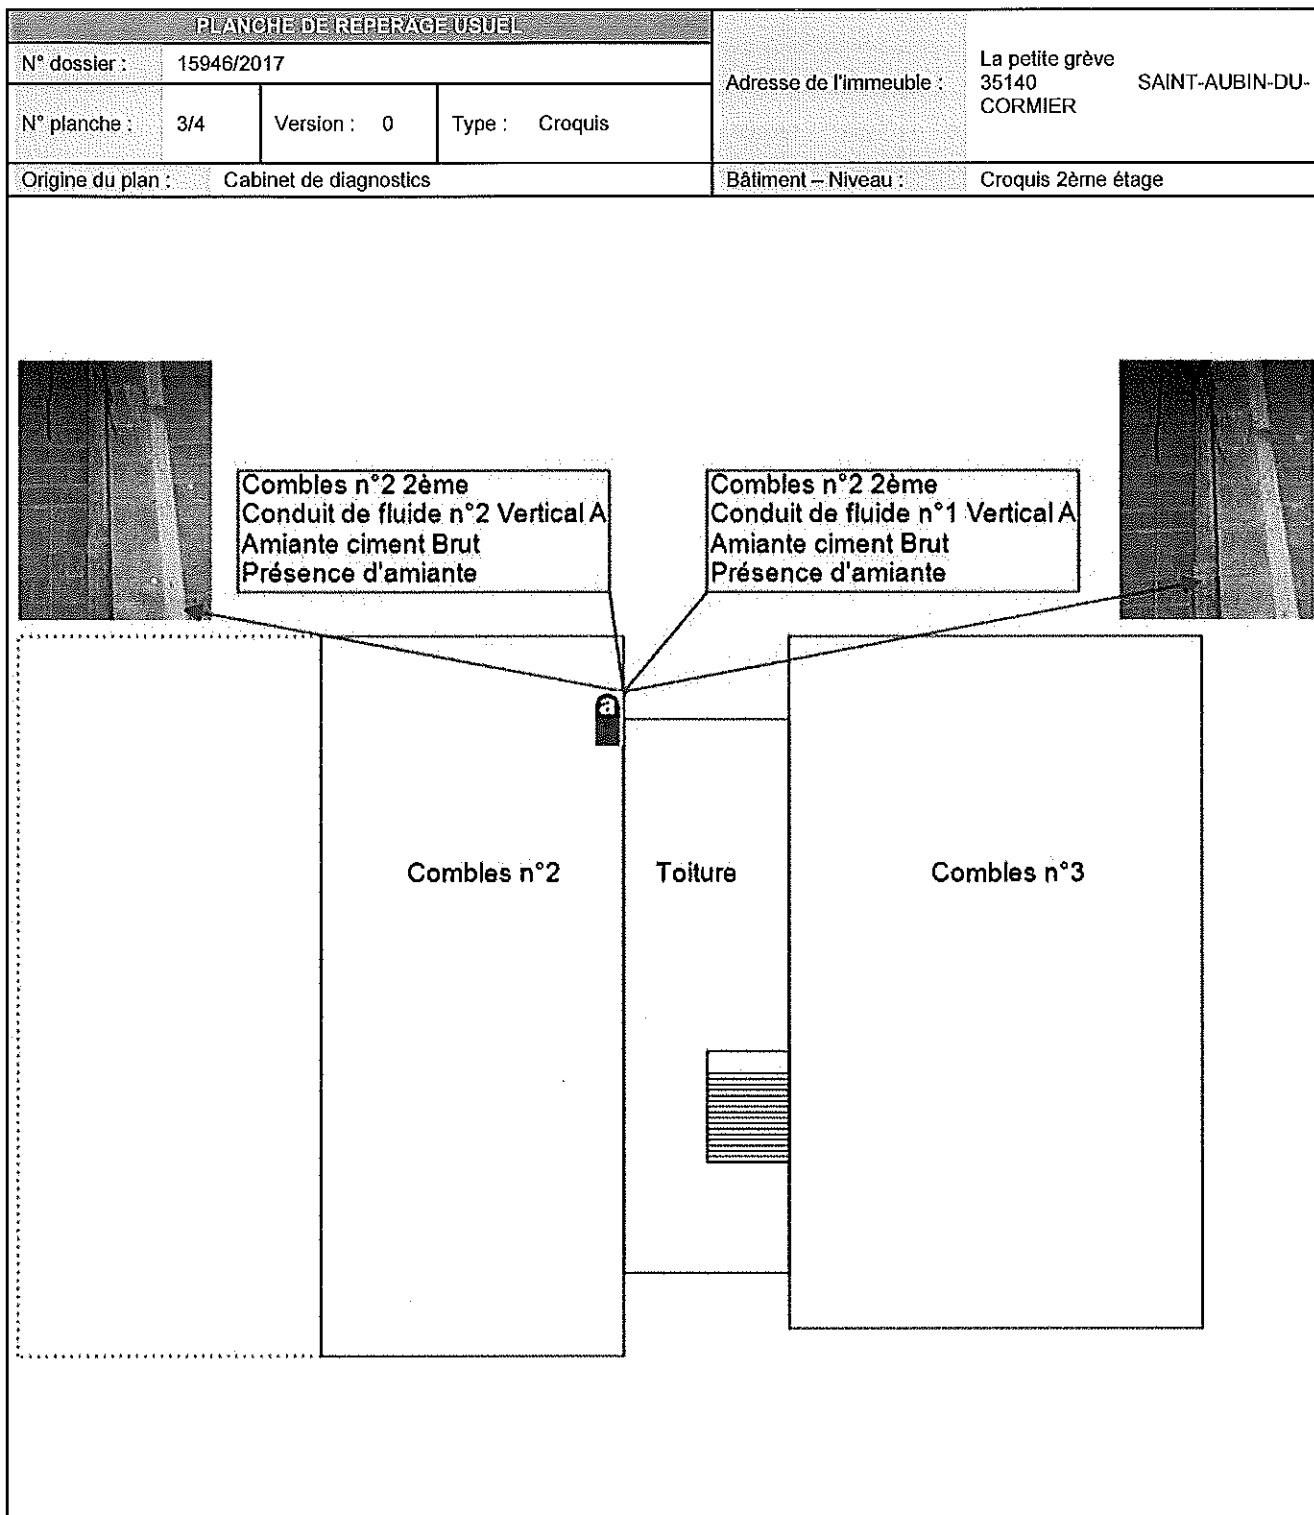 PLANCHE DE REPERAGE USUEL
N° dossier : 15946/2017
Adresse de l'immeuble : La petite grève
35140 SAINT-AUBIN-DU-
CORMIER
N° planche : 3/4 Version : 0 Type : Croquis
Origine du plan : Cabinet de diagnostics
Bâtiment – Niveau : Croquis 2ème étage
Combles n°2 2ème
Conduit de fluide n°2 Vertical A
Amiante ciment Brut
Présence d'amiante
Combles n°2 2ème
Conduit de fluide n°1 Vertical A
Amiante ciment Brut
Présence d'amiante
a
Combles n°2
Toiture
Combles n°3